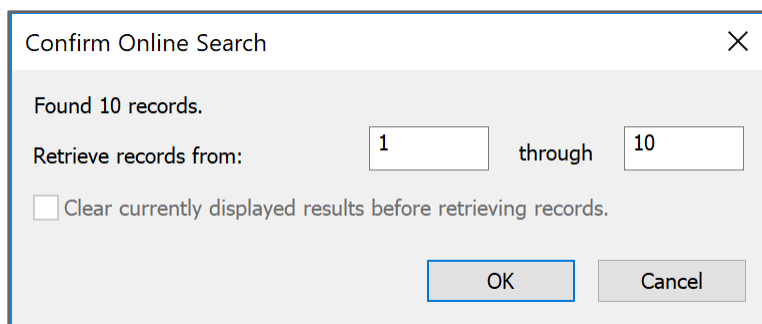 Confirm Online Search
Found 10 records.
Retrieve records from: 1 through 10
Clear currently displayed results before retrieving records.
OK Cancel